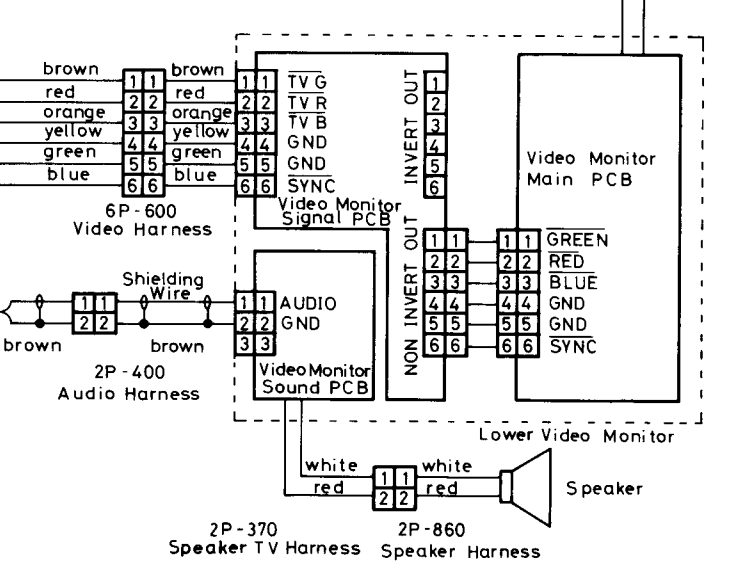 brown 1 1 brown 1 1 TV G
red 2 2 red 2 2 TV R
orange 3 3 orange 3 3 TV B
yellow 4 4 yellow 4 4 GND
green 5 5 green 5 5 GND
blue 6 6 blue 6 6 SYNC
6P-600
Video Harness
Video Monitor
Signal PCB
INVERT OUT
1
2
3
4
5
6
Video Monitor
Main PCB
NON INVERT OUT
1 1 1 1 GREEN
2 2 2 2 RED
3 3 3 3 BLUE
4 4 4 4 GND
5 5 5 5 GND
6 6 6 6 SYNC
Shielding
Wire
1 1 1 1 AUDIO
2 2 2 2 GND
3 3
brown brown
2P-400
Audio Harness
Video Monitor
Sound PCB
Lower Video Monitor
white 1 1 white
red 2 2 red
Speaker
2P-370
Speaker TV Harness
2P-860
Speaker Harness